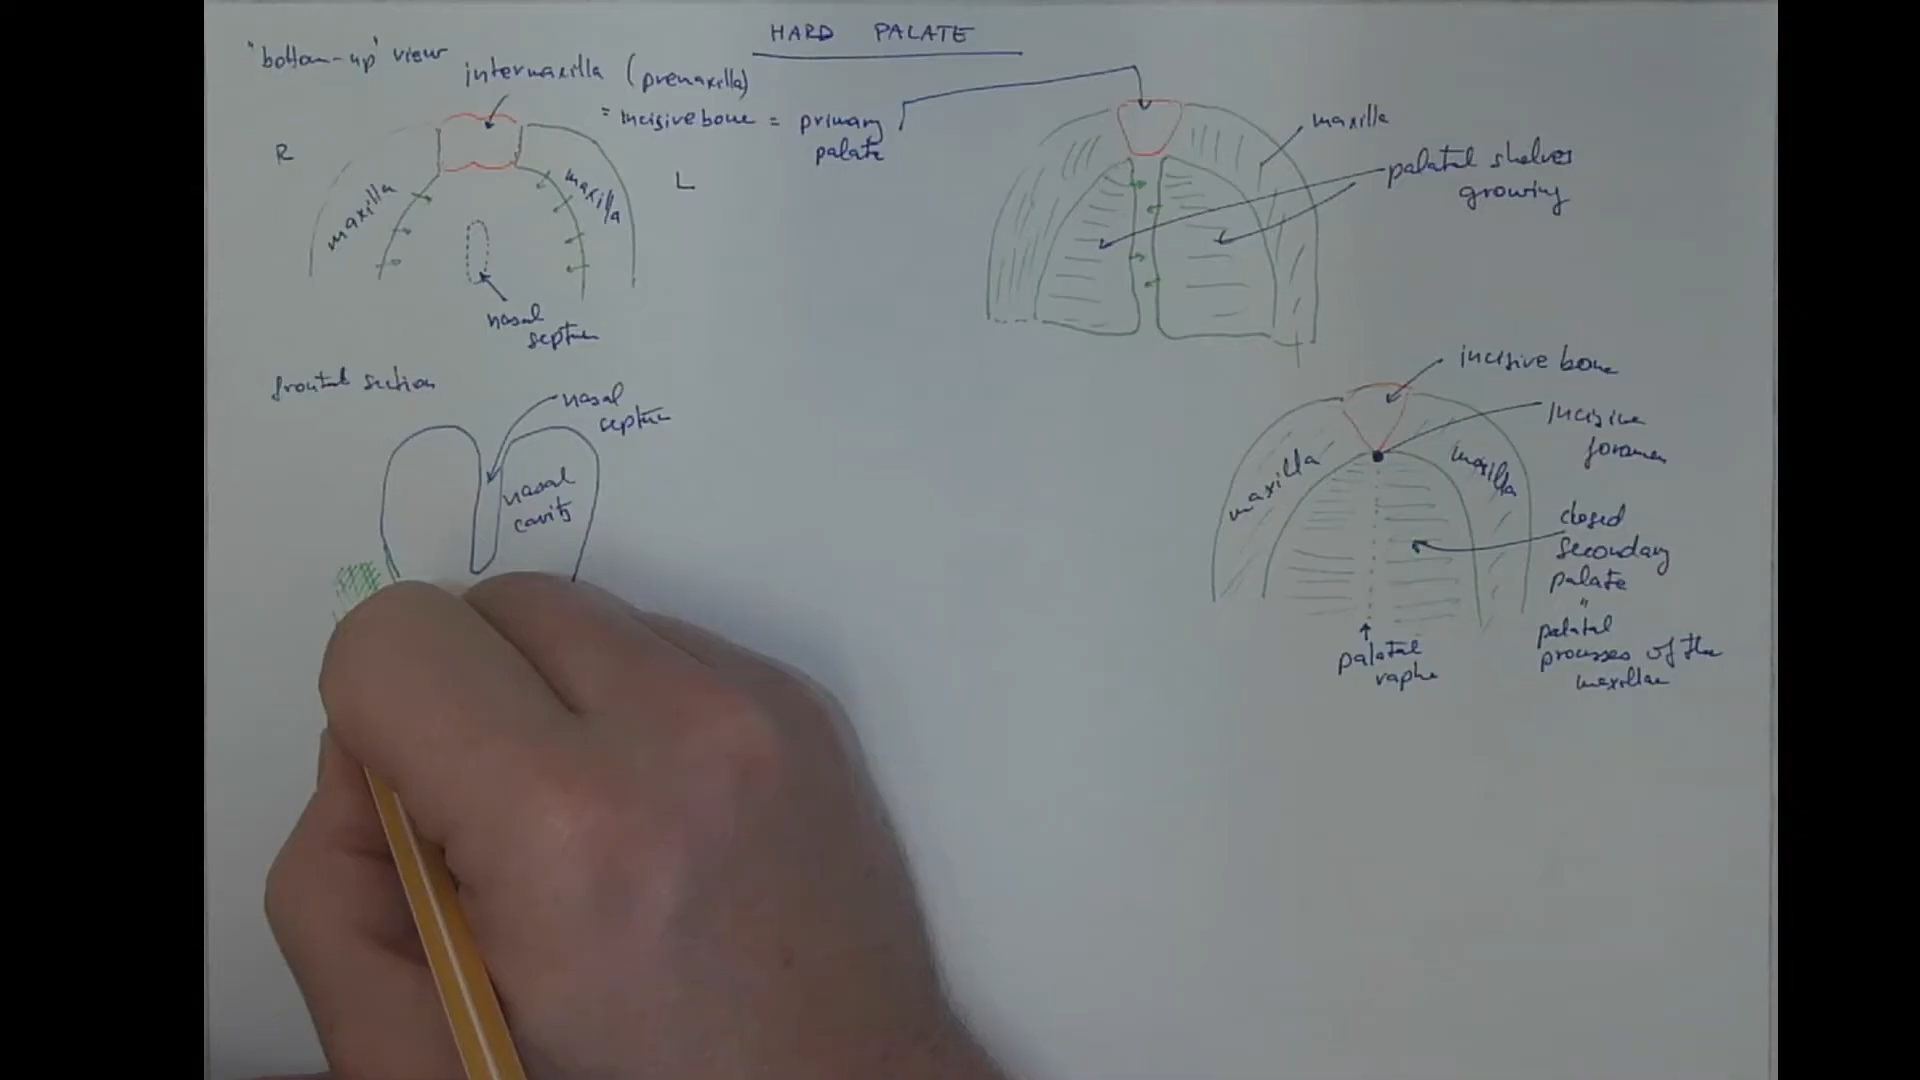 HARD PALATE
'bottom-up' view
intermaxilla (premaxilla)
= incisive bone = primary
palate
R
L
maxilla
maxilla
nasal
septum
maxilla
palatal shelves
growing
frontal section
nasal
septum
nasal
cavity
incisive bone
incisive
foramen
maxilla
maxilla
closed
secondary
palate
"
palatal
processes of the
maxillae
palatal
raphe